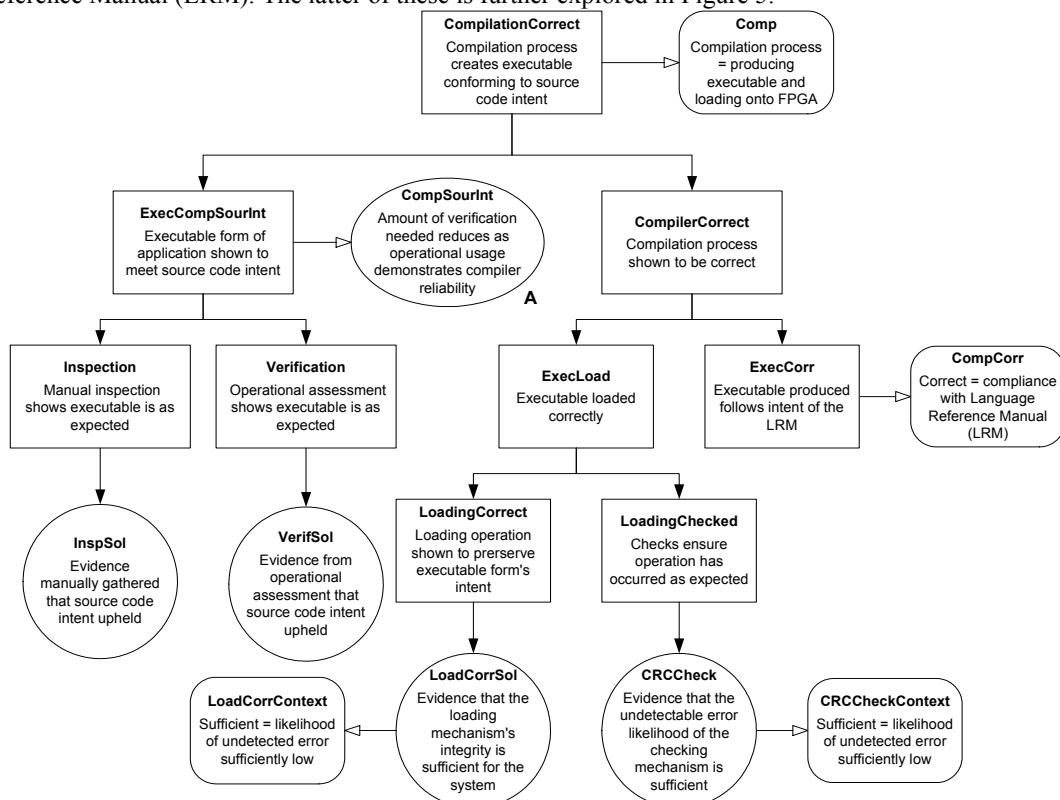 eference Manual (LRM). The latter of these is further explored in Figure 5.
CompilationCorrect
Compilation process
creates executable
conforming to source
code intent
Comp
Compilation process
= producing
executable and
loading onto FPGA
ExecCompSourInt
Executable form of
application shown to
meet source code intent
CompSourInt
Amount of verification
needed reduces as
operational usage
demonstrates compiler
reliability
A
CompilerCorrect
Compilation process
shown to be correct
Inspection
Manual inspection
shows executable is as
expected
Verification
Operational assessment
shows executable is as
expected
ExecLoad
Executable loaded
correctly
ExecCorr
Executable produced
follows intent of the
LRM
CompCorr
Correct = compliance
with Language
Reference Manual
(LRM)
InspSol
Evidence
manually gathered
that source code
intent upheld
VerifSol
Evidence from
operational
assessment that
source code intent
upheld
LoadingCorrect
Loading operation
shown to prerserve
executable form's
intent
LoadingChecked
Checks ensure
operation has
occurred as expected
LoadCorrContext
Sufficient = likelihood
of undetected error
sufficiently low
LoadCorrSol
Evidence that the
loading
mechanism's
integrity is
sufficient for the
system
CRCCheck
Evidence that the
undetectable error
likelihood of the
checking
mechanism is
sufficient
CRCCheckContext
Sufficient = likelihood
of undetected error
sufficiently low